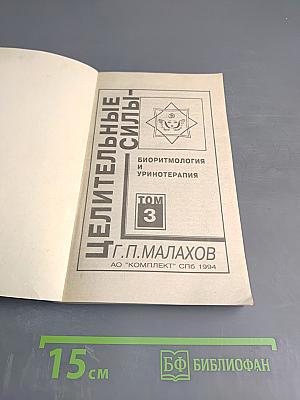 ЦЕЛИТЕЛЬНЫЕ
СИЛЫ-
БИОРИТМОЛОГИЯ
И
УРИНОТЕРАПИЯ
ТОМ
3
Г.П.МАЛАХОВ
АО "КОМПЛЕКТ" СПб 1994
15 см
БФ БИБЛИОФАН